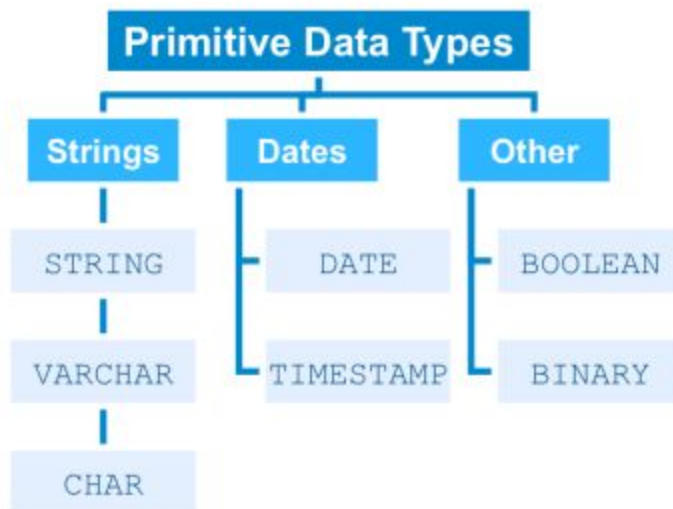 Primitive Data Types
Strings
Dates
Other
STRING
DATE
BOOLEAN
VARCHAR
TIMESTAMP
BINARY
CHAR